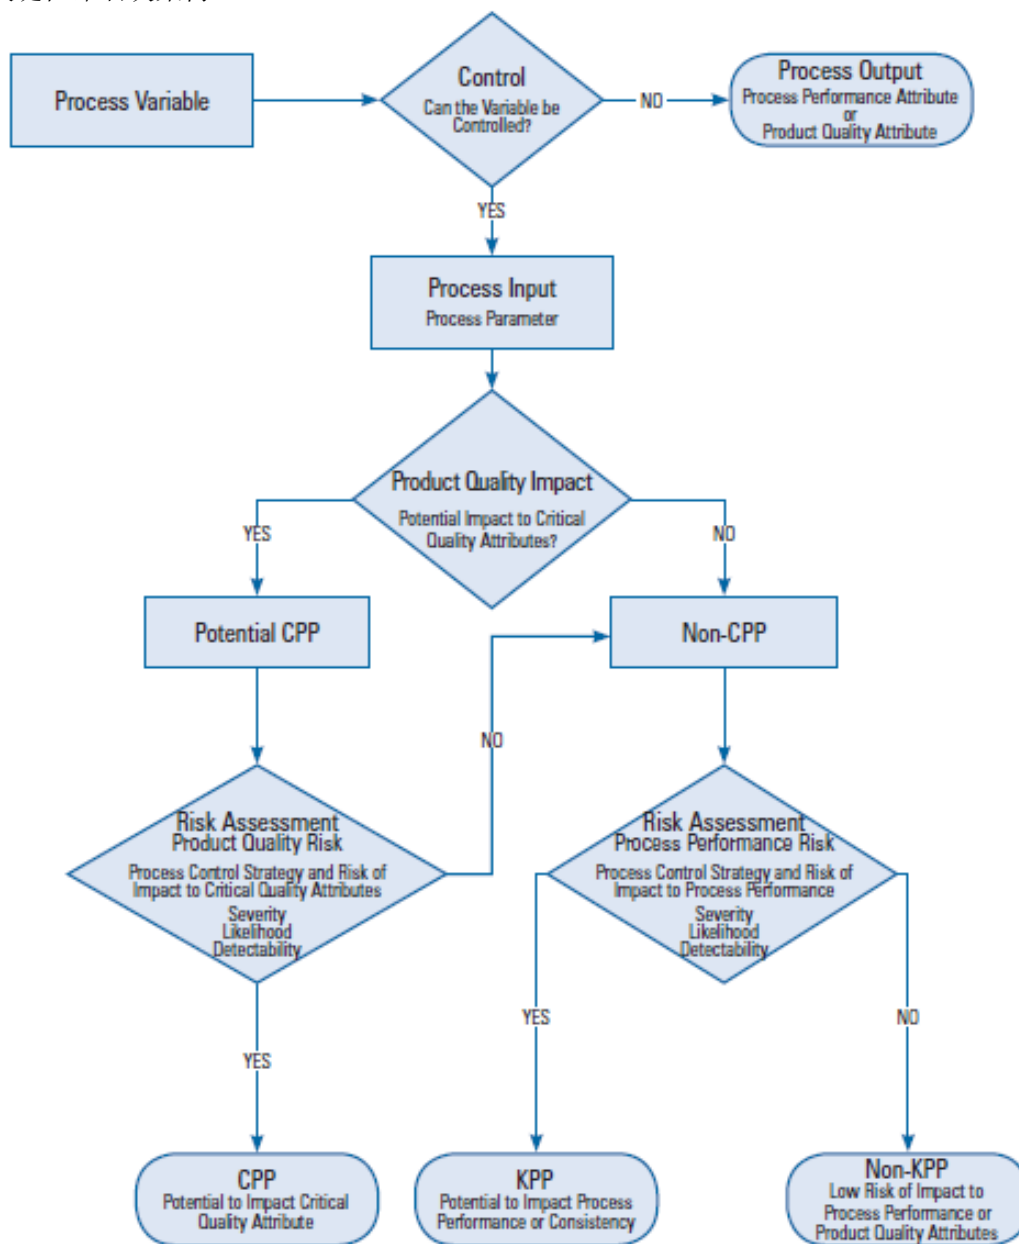 Process Variable
Control
Can the Variable be
Controlled?
NO
Process Output
Process Performance Attribute
or
Product Quality Attribute
YES
Process Input
Process Parameter
Product Quality Impact
Potential Impact to Critical
Quality Attributes?
YES
NO
Potential CPP
Non-CPP
NO
Risk Assessment
Product Quality Risk
Process Control Strategy and Risk of
Impact to Critical Quality Attributes
Severity
Likelihood
Detectability
Risk Assessment
Process Performance Risk
Process Control Strategy and Risk of
Impact to Process Performance
Severity
Likelihood
Detectability
YES
YES
NO
CPP
Potential to Impact Critical
Quality Attribute
KPP
Potential to Impact Process
Performance or Consistency
Non-KPP
Low Risk of Impact to
Process Performance or
Product Quality Attributes